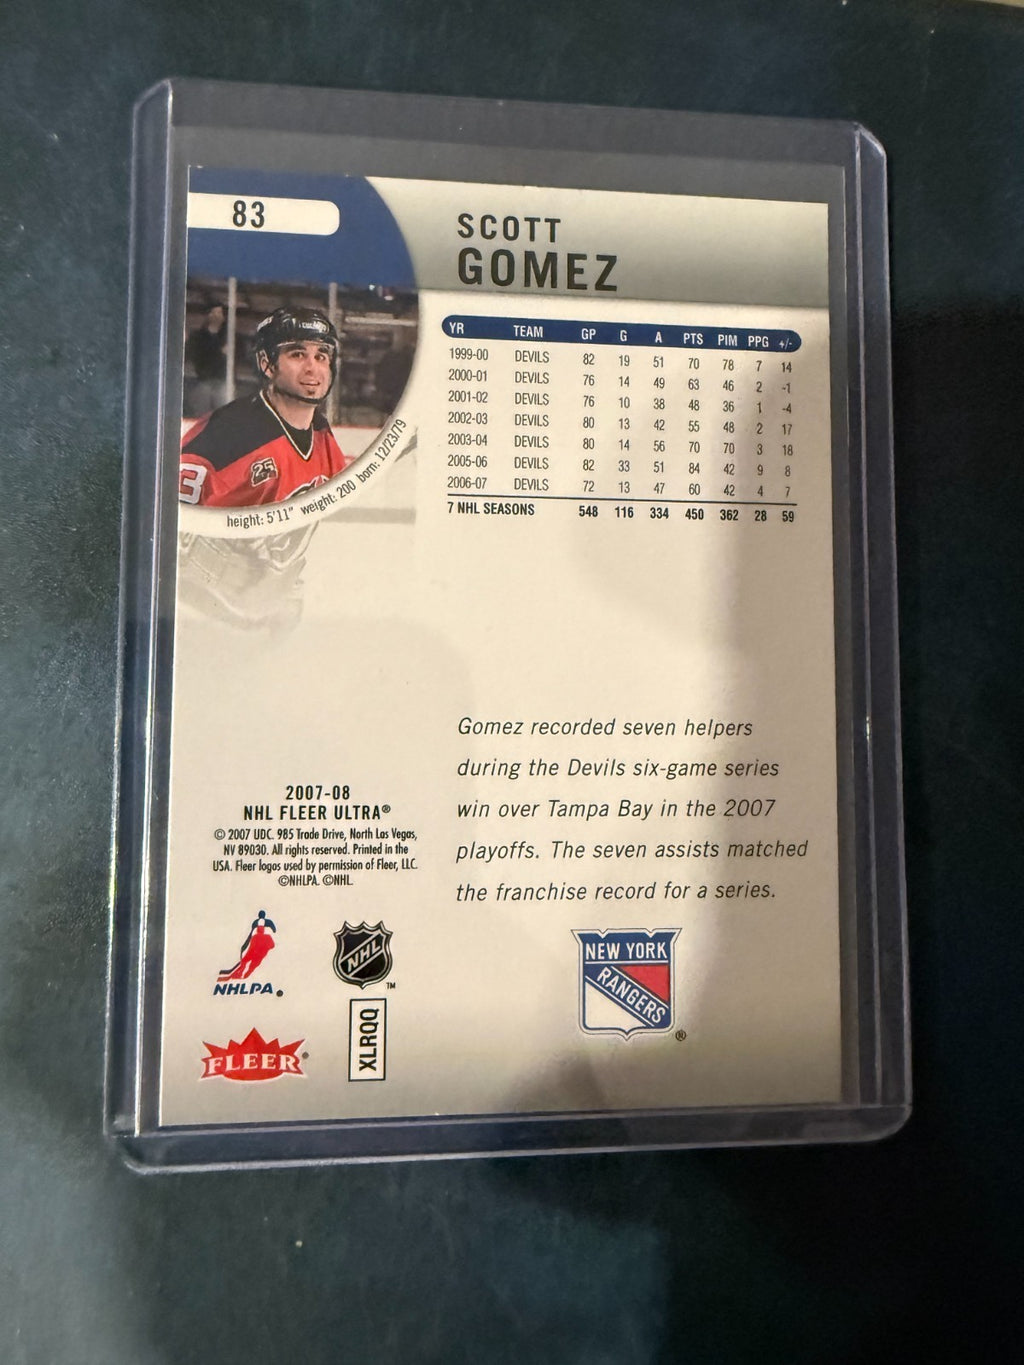 83
SCOTT
GOMEZ
YR TEAM GP G A PTS PIM PPG +/-
1999-00 DEVILS 82 19 51 70 78 7 14
2000-01 DEVILS 76 14 49 63 46 2 -1
2001-02 DEVILS 76 10 38 48 36 1 -4
2002-03 DEVILS 80 13 42 55 48 2 17
2003-04 DEVILS 80 14 56 70 70 3 18
2005-06 DEVILS 82 33 51 84 42 9 8
2006-07 DEVILS 72 13 47 60 42 4 7
7 NHL SEASONS 548 116 334 450 362 28 59
3
25
height: 5'11" weight: 200 born: 12/23/79
Gomez recorded seven helpers
during the Devils six-game series
win over Tampa Bay in the 2007
playoffs. The seven assists matched
the franchise record for a series.
2007-08
NHL FLEER ULTRA®
© 2007 UDC. 985 Trade Drive, North Las Vegas,
NV 89030. All rights reserved. Printed in the
USA. Fleer logos used by permission of Fleer, LLC.
©NHLPA. ©NHL.
NHLPA®
NHL™
NEW YORK
RANGERS®
FLEER®
XLRQQ